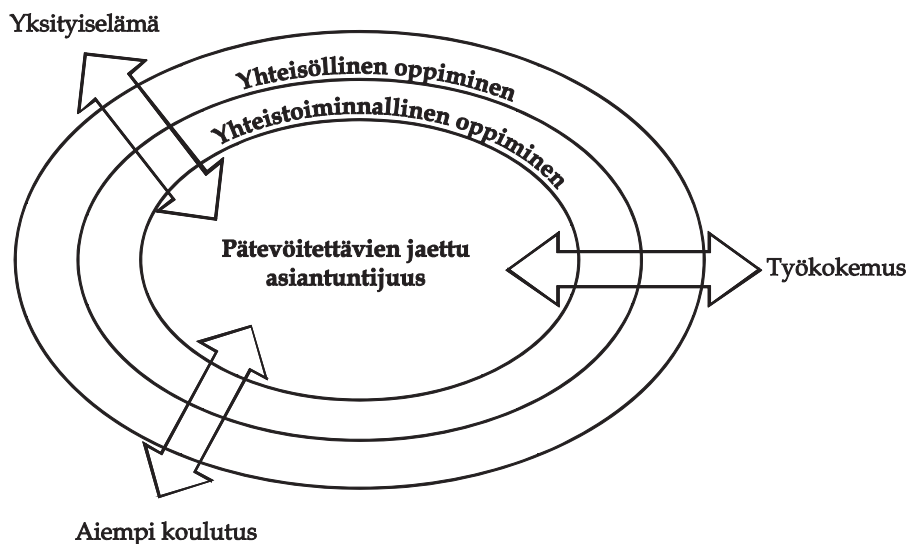 Yksityiselämä
Yhteisöllinen oppiminen
Yhteistoiminnallinen oppiminen
Pätevöitettävien jaettu
asiantuntijuus
Työkokemus
Aiempi koulutus